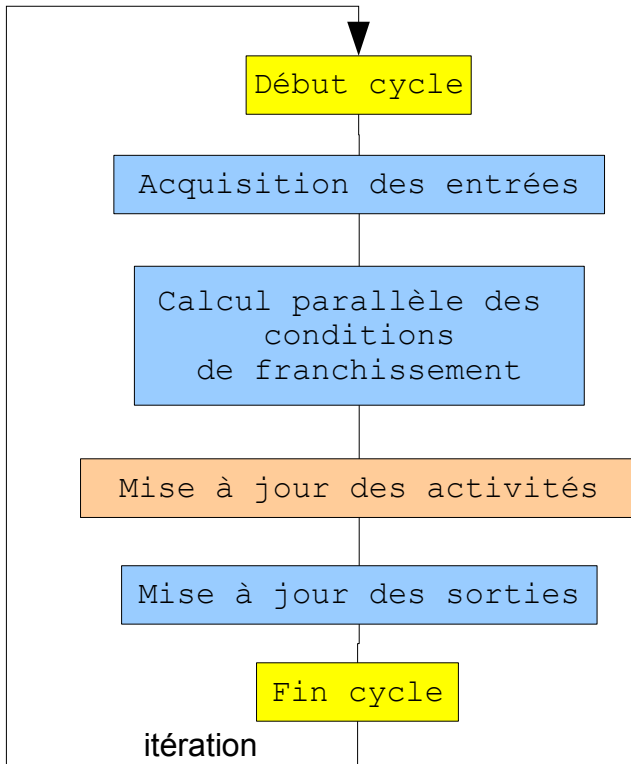 Début cycle
Acquisition des entrées
Calcul parallèle des
conditions
de franchissement
Mise à jour des activités
Mise à jour des sorties
Fin cycle
itération